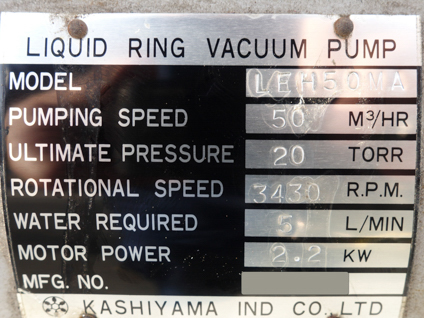 LIQUID RING VACUUM PUMP
MODEL LEH50MA
PUMPING SPEED 50 M³/HR
ULTIMATE PRESSURE 20 TORR
ROTATIONAL SPEED 3430 R.P.M.
WATER REQUIRED 5 L/MIN
MOTOR POWER 2.2 KW
MFG. NO.
KASHIYAMA IND CO.,LTD